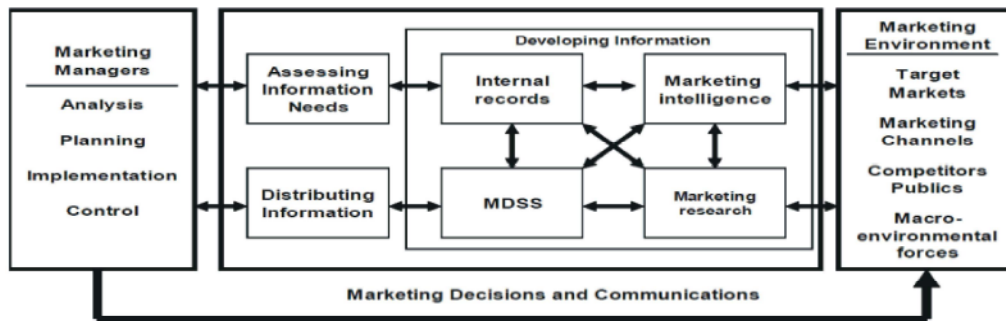 Marketing
Managers
Analysis
Planning
Implementation
Control
Assessing
Information
Needs
Distributing
Information
Developing Information
Internal
records
Marketing
intelligence
MDSS
Marketing
research
Marketing
Environment
Target
Markets
Marketing
Channels
Competitors
Publics
Macro-
environmental
forces
Marketing Decisions and Communications